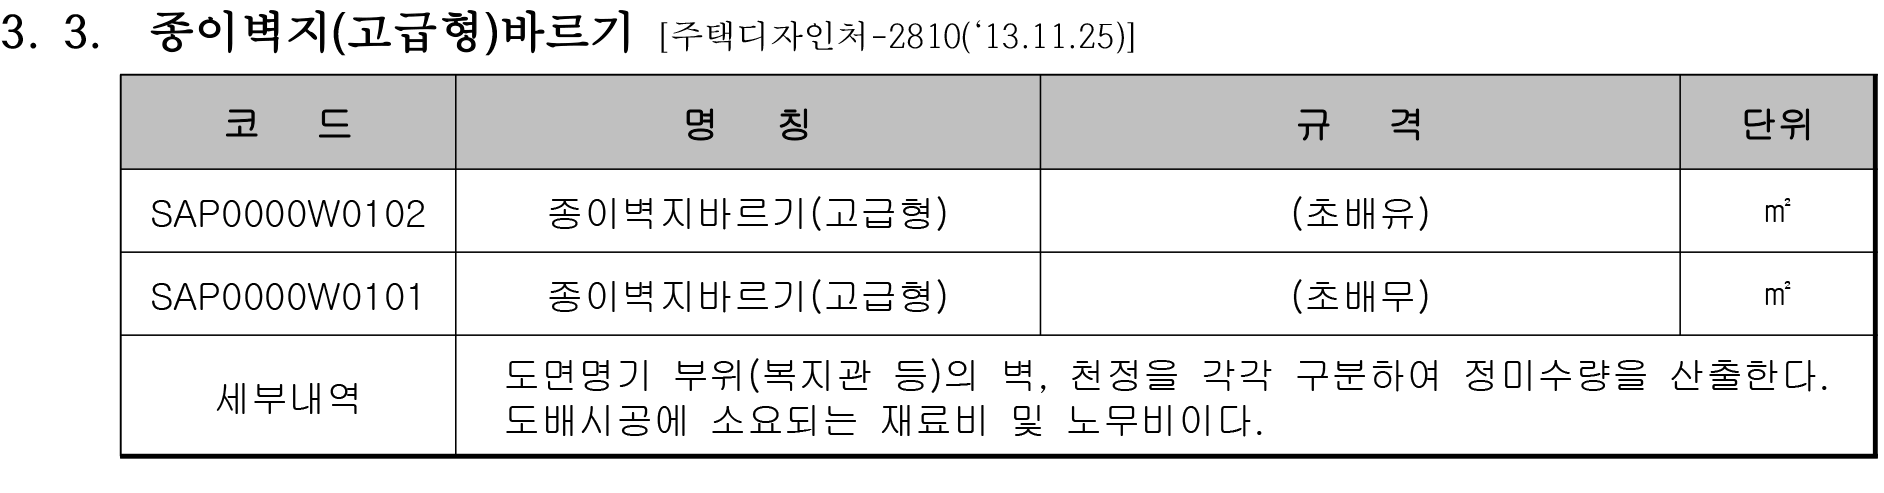 3. 3. 종이벽지(고급형)바르기 [주택디자인처-2810(‘13.11.25)]
코 드 명 칭 규 격 단위
SAP0000W0102 종이벽지바르기(고급형) (초배유) ㎡
SAP0000W0101 종이벽지바르기(고급형) (초배무) ㎡
세부내역
도면명기 부위(복지관 등)의 벽, 천정을 각각 구분하여 정미수량을 산출한다.
도배시공에 소요되는 재료비 및 노무비이다.